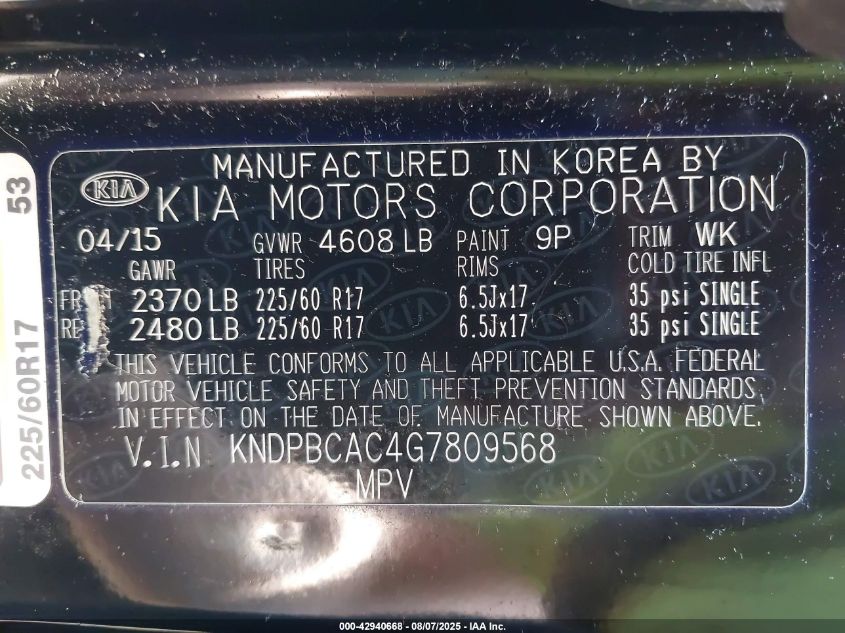 MANUFACTURED IN KOREA BY
KIA KIA MOTORS CORPORATION
04/15 GVWR 4608 LB PAINT 9P TRIM WK
GAWR TIRES RIMS COLD TIRE INFL
2370 LB 225/60 R17 6.5Jx17 35 psi SINGLE
2480 LB 225/60 R17 6.5Jx17 35 psi SINGLE
THIS VEHICLE CONFORMS TO ALL APPLICABLE U.S.A. FEDERAL
MOTOR VEHICLE SAFETY AND THEFT PREVENTION STANDARDS
IN EFFECT ON THE DATE OF MANUFACTURE SHOWN ABOVE.
V.I.N KNDPBCAC4G7809568
MPV
53
225/60R17
000-42940668 - 08/07/2025 - IAA Inc.